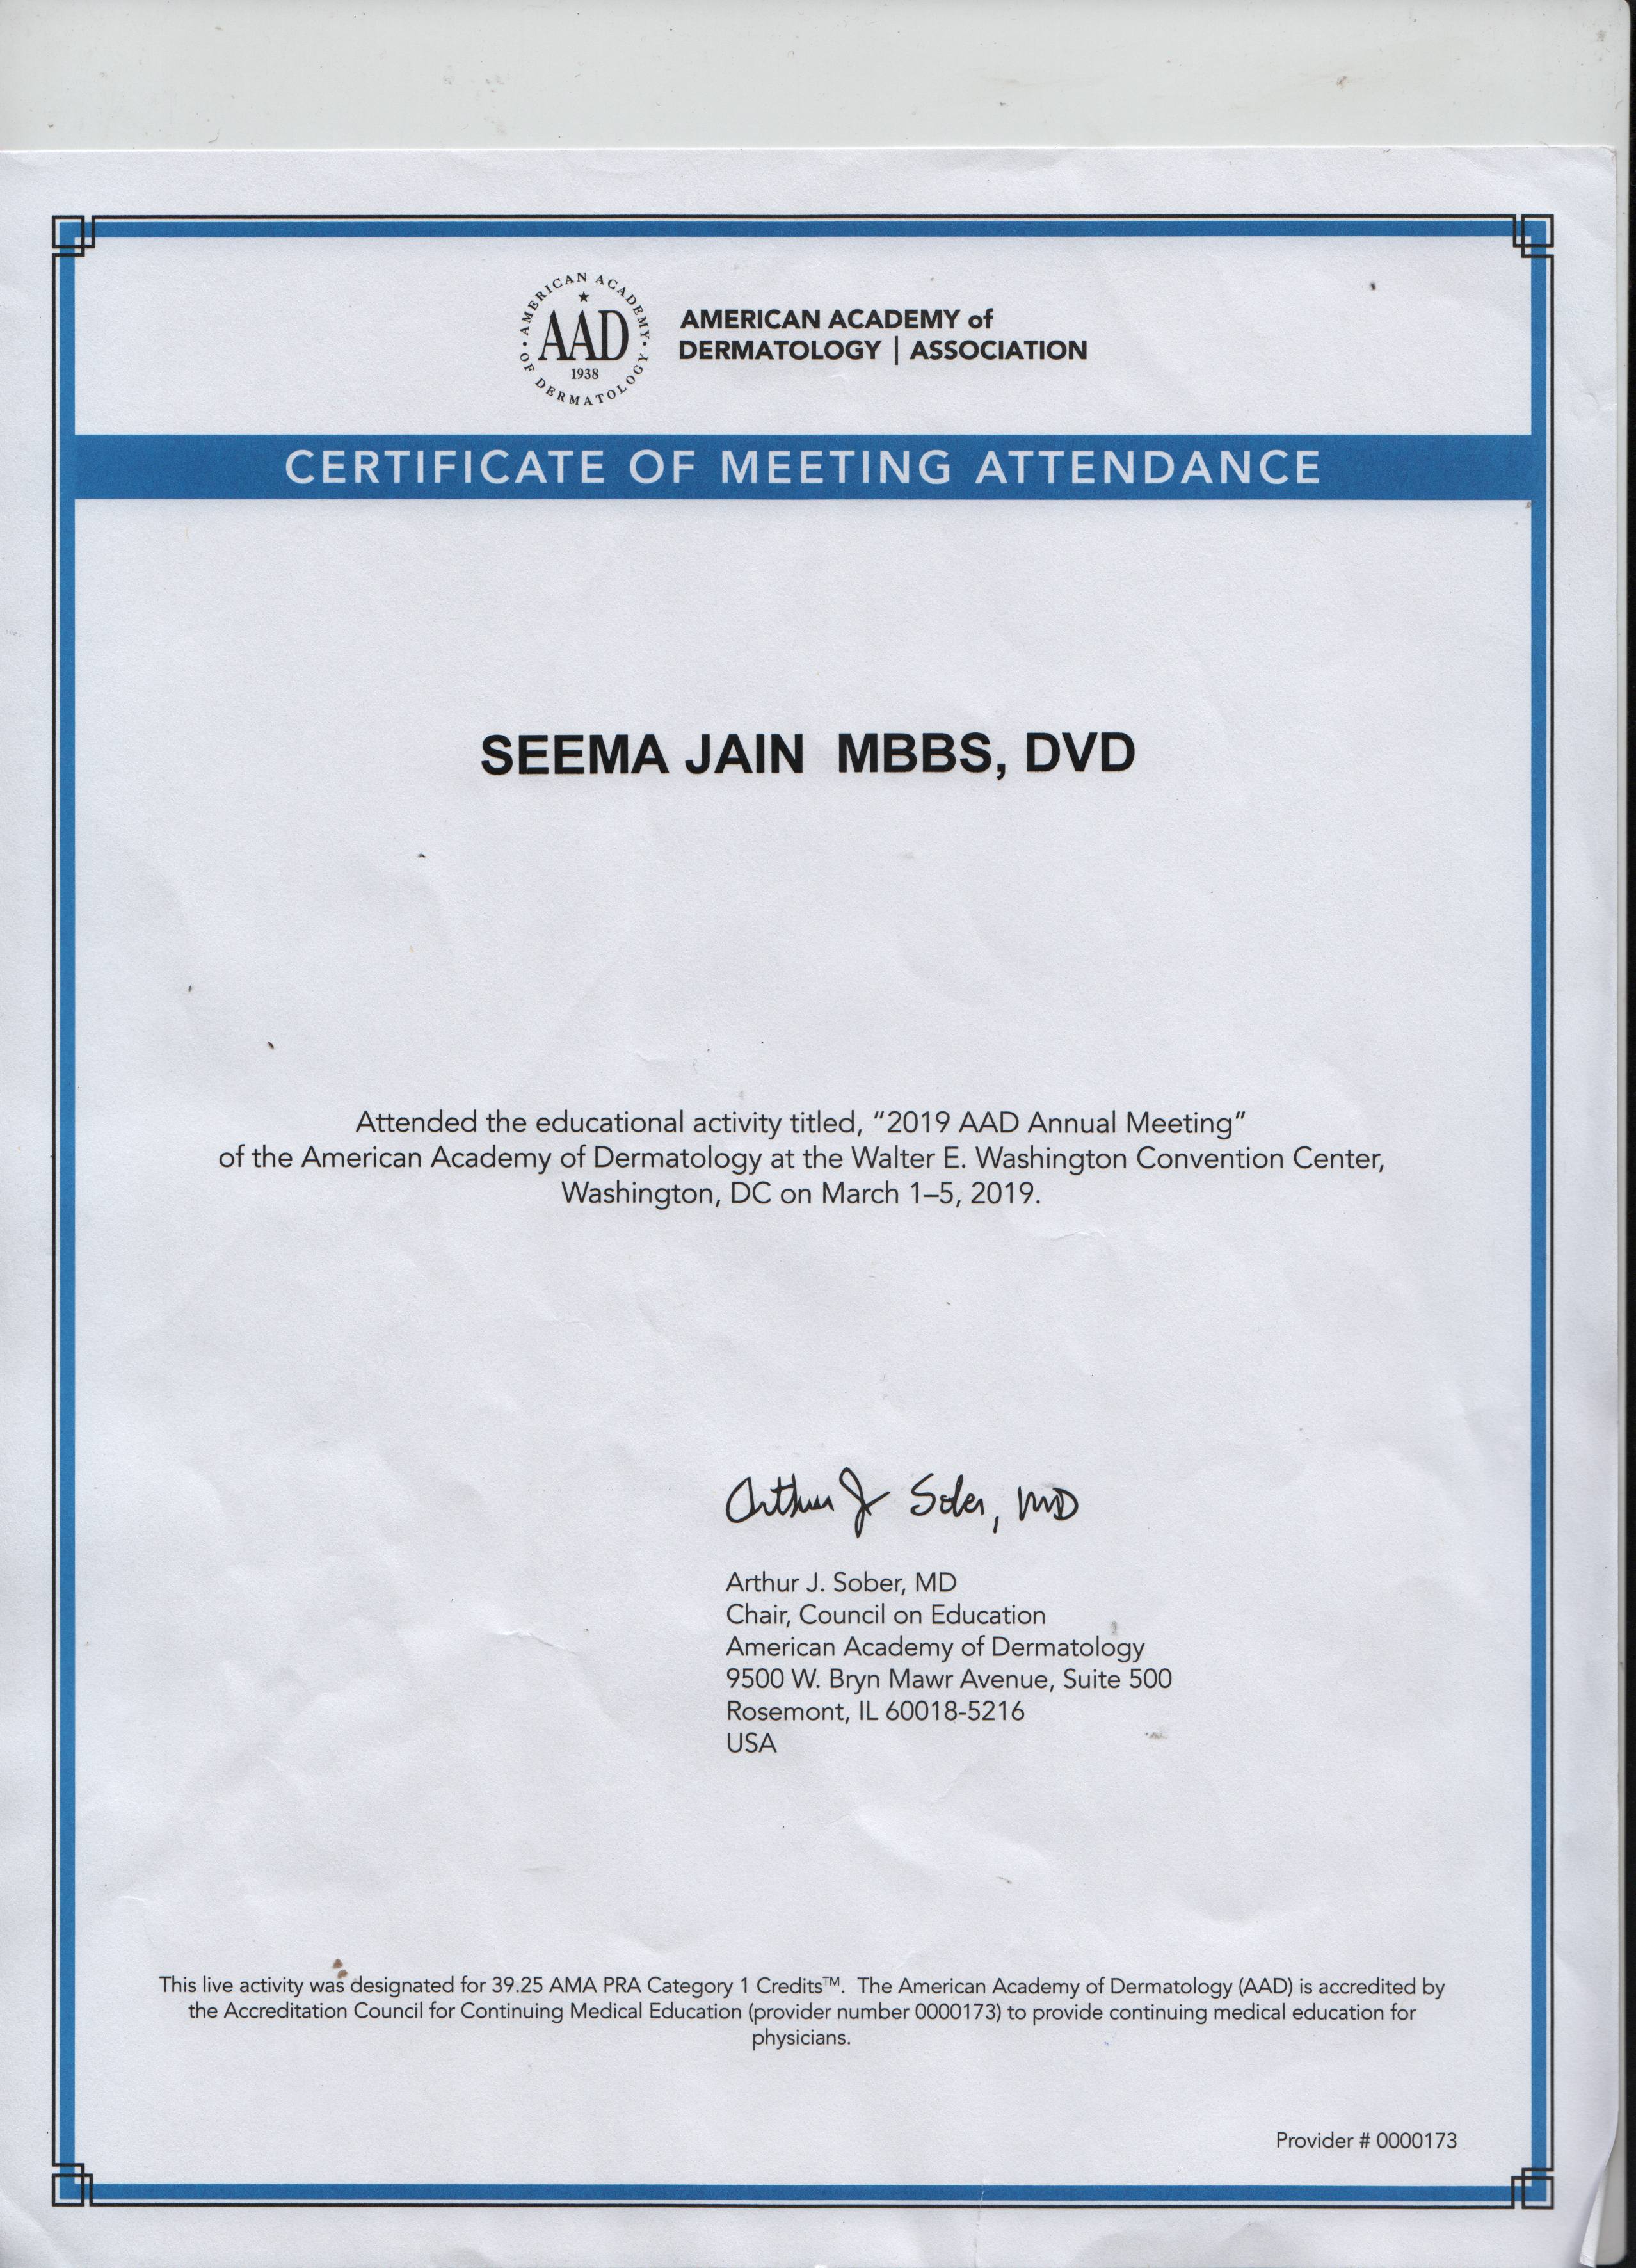 AMERICAN ACADEMY OF DERMATOLOGY
AAD
1938
AMERICAN ACADEMY of
DERMATOLOGY | ASSOCIATION
CERTIFICATE OF MEETING ATTENDANCE
SEEMA JAIN MBBS, DVD
Attended the educational activity titled, “2019 AAD Annual Meeting”
of the American Academy of Dermatology at the Walter E. Washington Convention Center,
Washington, DC on March 1–5, 2019.
Arthur J Sober, MD
Arthur J. Sober, MD
Chair, Council on Education
American Academy of Dermatology
9500 W. Bryn Mawr Avenue, Suite 500
Rosemont, IL 60018-5216
USA
This live activity was designated for 39.25 AMA PRA Category 1 Credits™. The American Academy of Dermatology (AAD) is accredited by
the Accreditation Council for Continuing Medical Education (provider number 0000173) to provide continuing medical education for
physicians.
Provider # 0000173